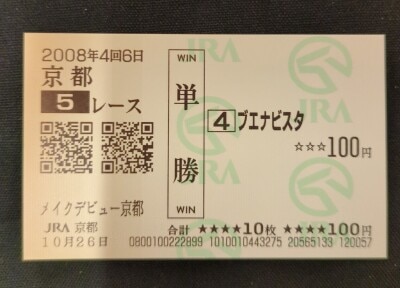 2008年4回6日
京都
5レース
メイクデビュー京都
JRA 京都
10月26日
WIN
単勝
WIN
4 ブエナビスタ
☆☆☆100円
JRA
JRA
合計 ★★★★10枚 ★★★★100円
0800100222899 1010010443275 20565133 120057